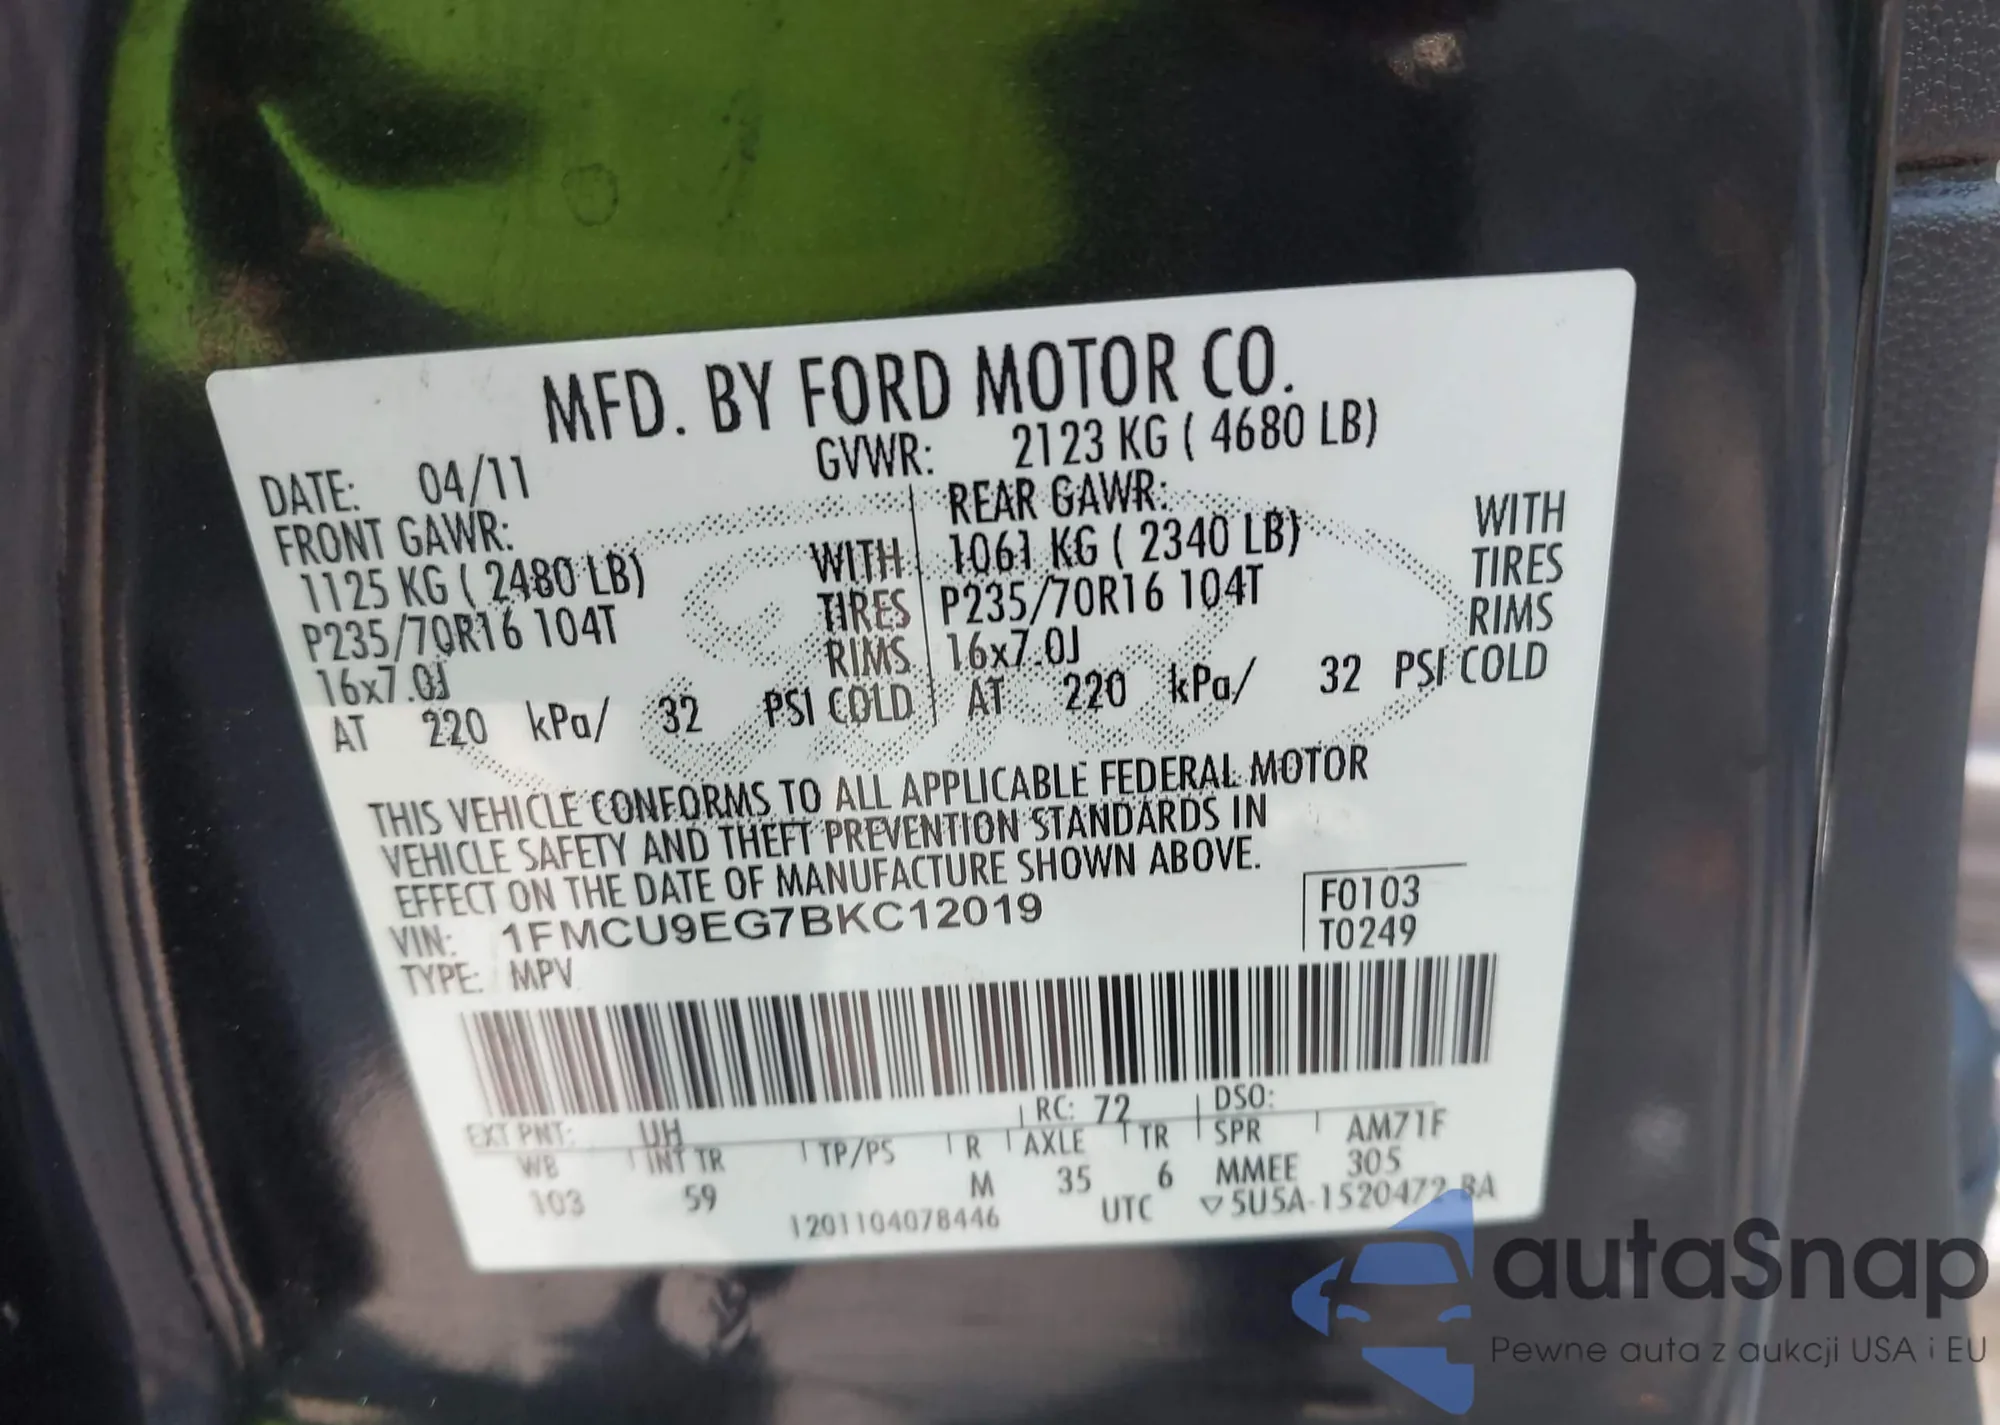 MFD. BY FORD MOTOR CO.
DATE: 04/11 GVWR: 2123 KG ( 4680 LB)
FRONT GAWR: REAR GAWR:
1125 KG ( 2480 LB) WITH 1061 KG ( 2340 LB) WITH
P235/70R16 104T TIRES P235/70R16 104T TIRES
16x7.0J RIMS 16x7.0J RIMS
AT 220 kPa/ 32 PSI COLD AT 220 kPa/ 32 PSI COLD
THIS VEHICLE CONFORMS TO ALL APPLICABLE FEDERAL MOTOR
VEHICLE SAFETY AND THEFT PREVENTION STANDARDS IN
EFFECT ON THE DATE OF MANUFACTURE SHOWN ABOVE.
VIN: 1FMCU9EG7BKC12019 F0103
TYPE: MPV T0249
EXT PNT: UH RC: 72 DSO:
WB INT TR TP/PS R AXLE TR SPR AM71F
103 59 M 35 6 MMEE 305
1201104078446 UTC ▽5U5A-1520472-BA
autaSnap
Pewne auta z aukcji USA i EU